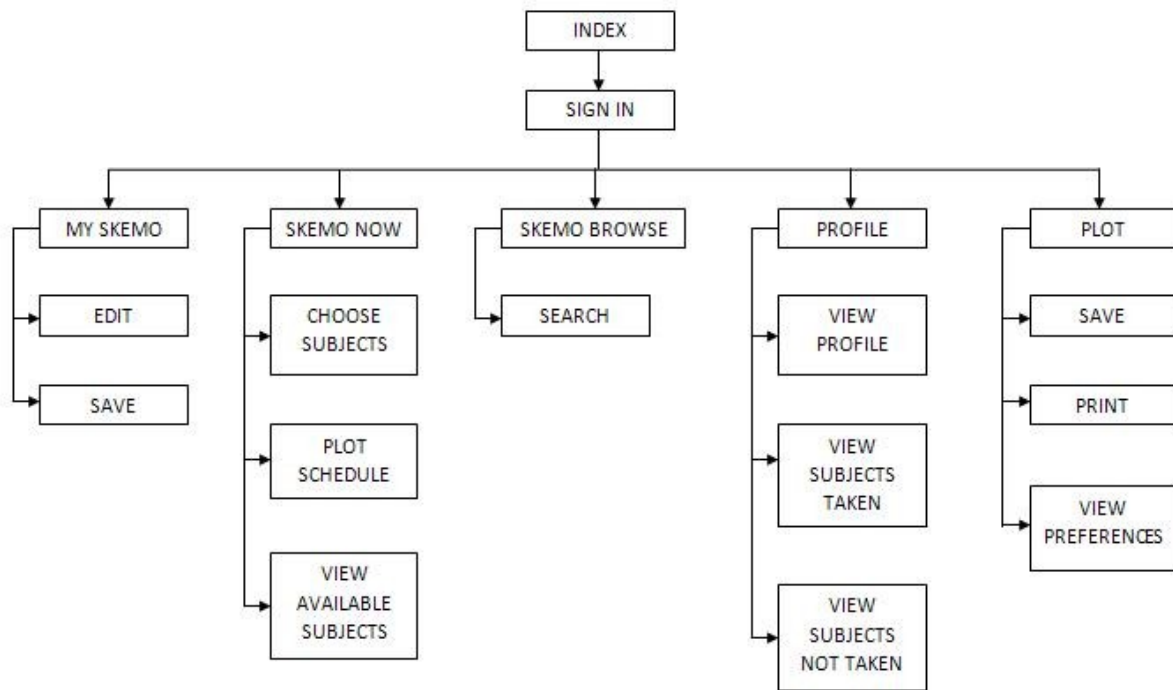 INDEX
SIGN IN
MY SKEMO
SKEMO NOW
SKEMO BROWSE
PROFILE
PLOT
EDIT
SAVE
CHOOSE
SUBJECTS
PLOT
SCHEDULE
VIEW
AVAILABLE
SUBJECTS
SEARCH
VIEW
PROFILE
VIEW
SUBJECTS
TAKEN
VIEW
SUBJECTS
NOT TAKEN
SAVE
PRINT
VIEW
PREFERENCES